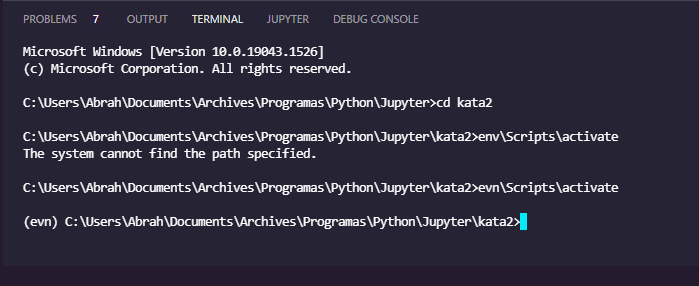 PROBLEMS 7 OUTPUT TERMINAL JUPYTER DEBUG CONSOLE
Microsoft Windows [Version 10.0.19043.1526]
(c) Microsoft Corporation. All rights reserved.
C:\Users\Abrah\Documents\Archives\Programas\Python\Jupyter>cd kata2
C:\Users\Abrah\Documents\Archives\Programas\Python\Jupyter\kata2>env\Scripts\activate
The system cannot find the path specified.
C:\Users\Abrah\Documents\Archives\Programas\Python\Jupyter\kata2>evn\Scripts\activate
(evn) C:\Users\Abrah\Documents\Archives\Programas\Python\Jupyter\kata2>